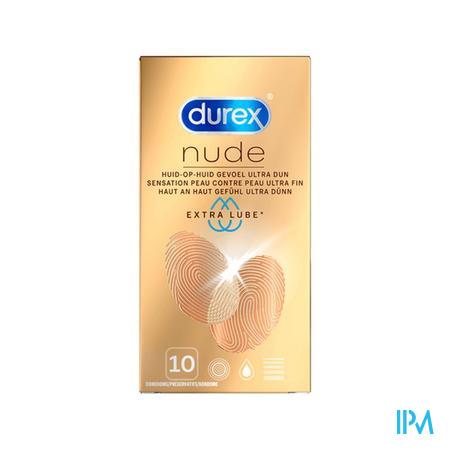 durex®
nude
HUID-OP-HUID GEVOEL ULTRA DUN
SENSATION PEAU CONTRE PEAU ULTRA FIN
HAUT AN HAUT GEFÜHL ULTRA DÜNN
EXTRA LUBE*
10
CONDOOMS/PRÉSERVATIFS/KONDOME
IPM